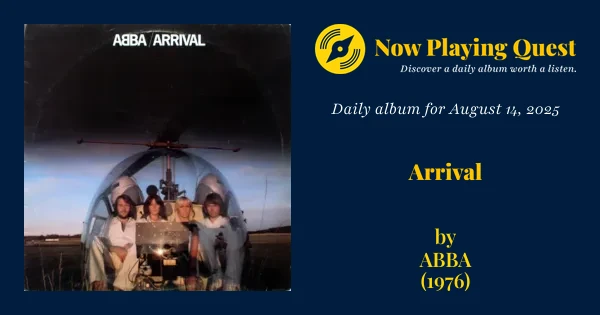 ABBA/ARRIVAL
Now Playing Quest
Discover a daily album worth a listen.
Daily album for August 14, 2025
Arrival
by
ABBA
(1976)